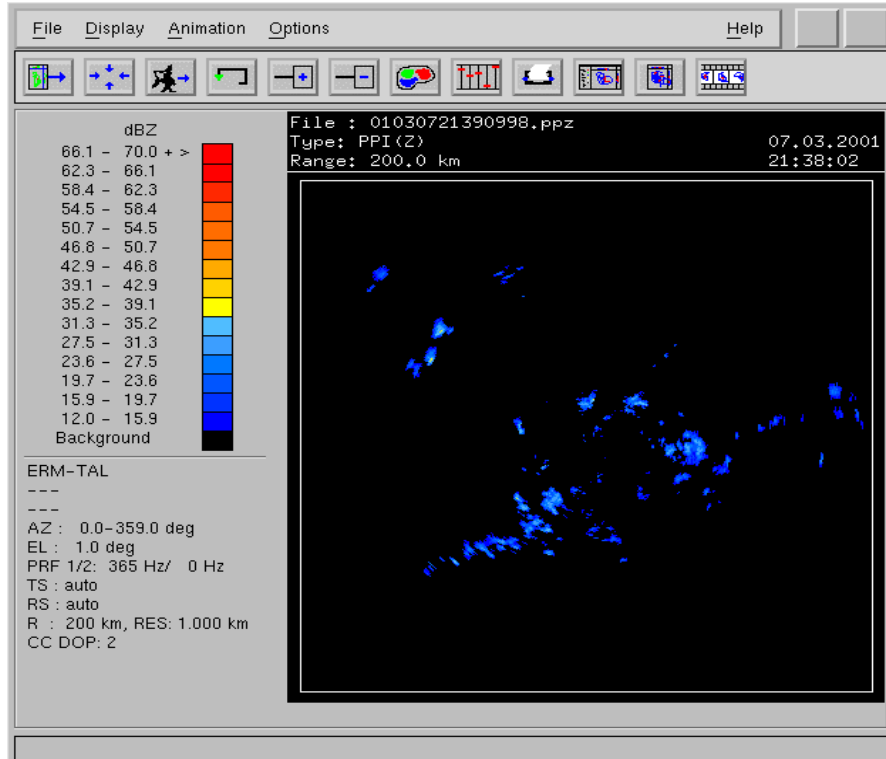 File Display Animation Options Help
File : 01030721390998.ppz
Type: PPI(Z) 07.03.2001
Range: 200.0 km 21:38:02
dBZ
66.1 - 70.0 + >
62.3 - 66.1
58.4 - 62.3
54.5 - 58.4
50.7 - 54.5
46.8 - 50.7
42.9 - 46.8
39.1 - 42.9
35.2 - 39.1
31.3 - 35.2
27.5 - 31.3
23.6 - 27.5
19.7 - 23.6
15.9 - 19.7
12.0 - 15.9
Background
ERM-TAL
---
---
AZ : 0.0-359.0 deg
EL : 1.0 deg
PRF 1/2: 365 Hz/ 0 Hz
TS : auto
RS : auto
R : 200 km, RES: 1.000 km
CC DOP: 2